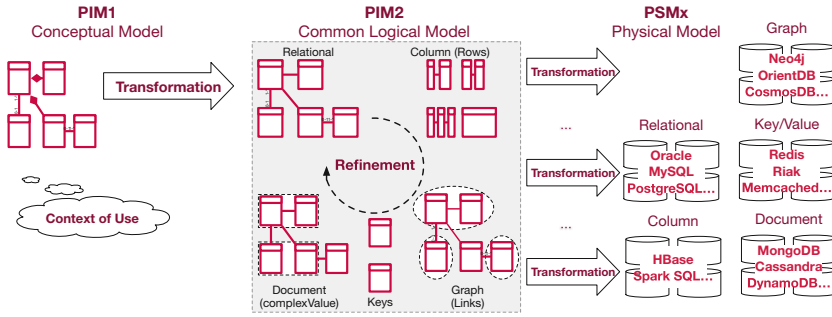 PIM1
Conceptual Model
Transformation
Context of Use
PIM2
Common Logical Model
Relational
Column (Rows)
Refinement
Document
(complexValue)
Keys
Graph
(Links)
PSMx
Physical Model
Transformation
...
Transformation
...
Transformation
Graph
Neo4j
OrientDB
CosmosDB...
Relational
Oracle
MySQL
PostgreSQL...
Key/Value
Redis
Riak
Memcached...
Column
HBase
Spark SQL...
Document
MongoDB
Cassandra
DynamoDB...